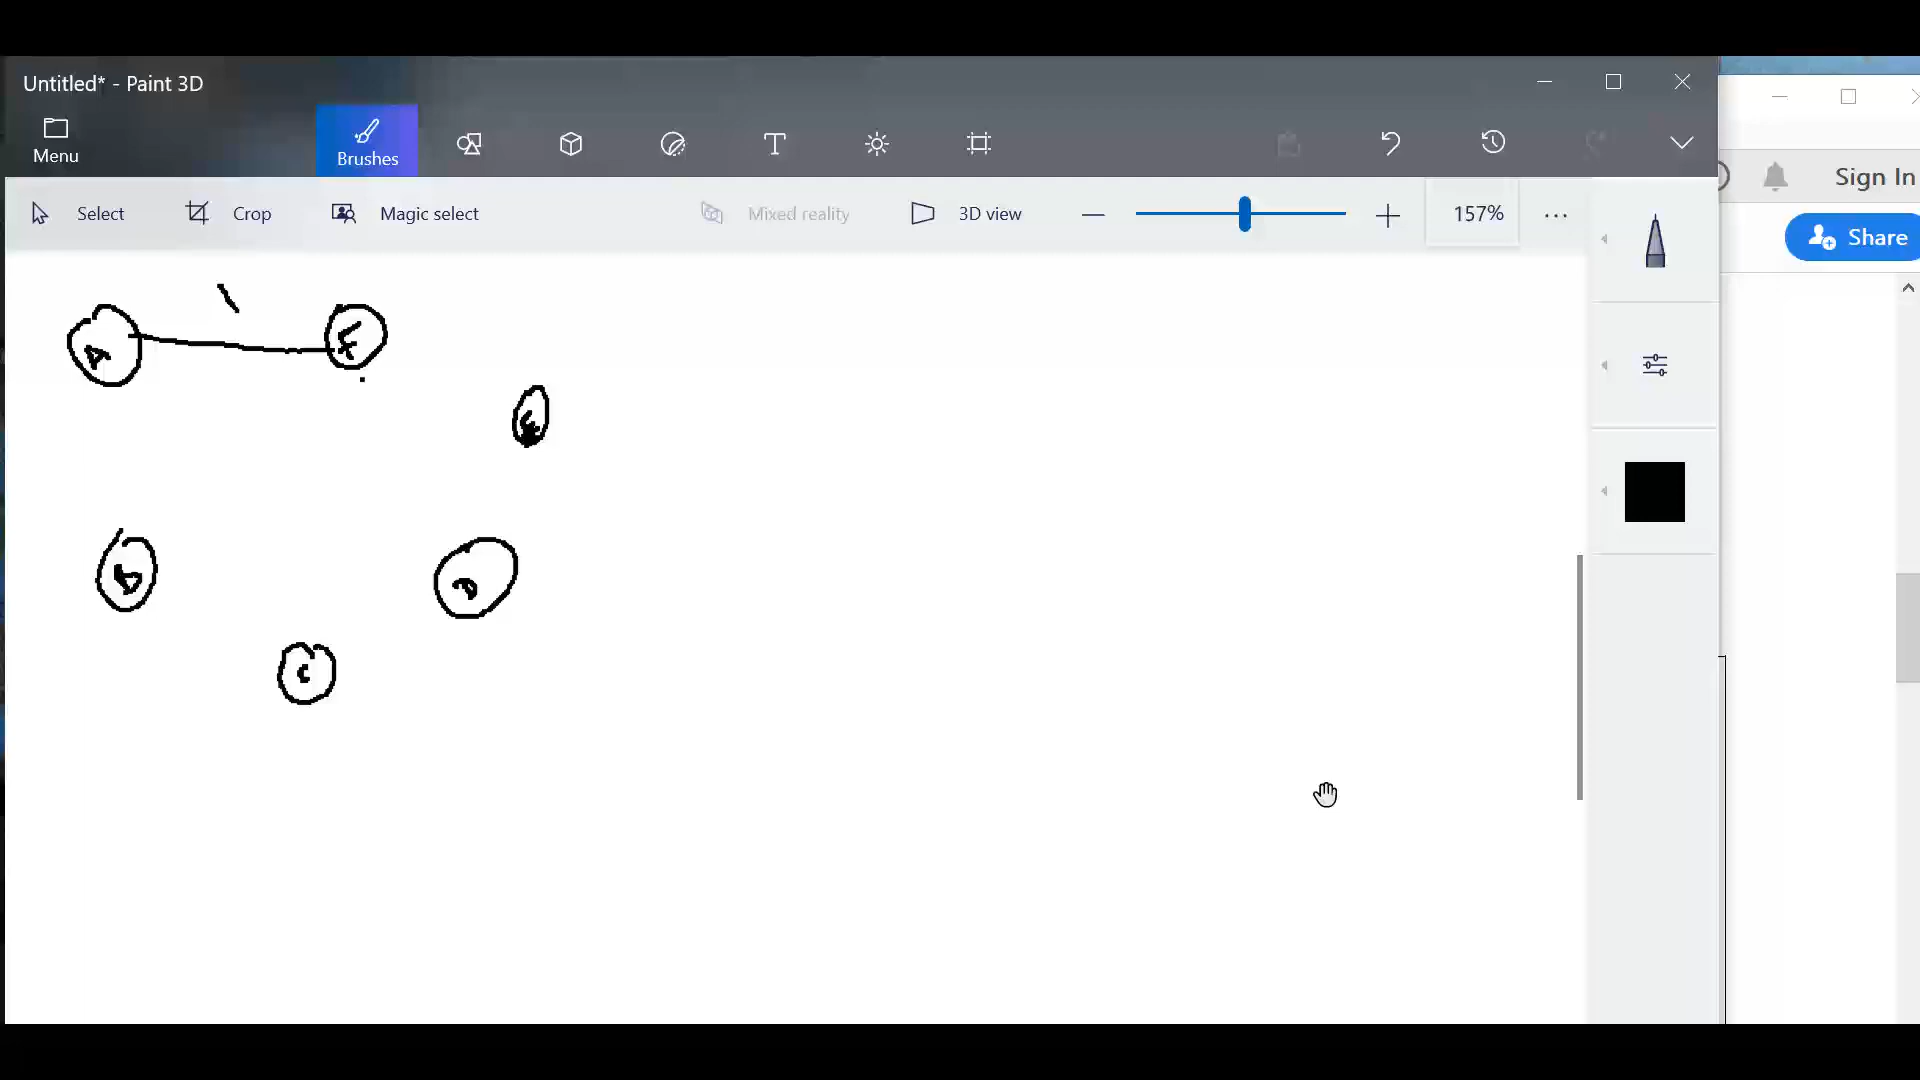 Untitled* - Paint 3D
Menu
Brushes
Sign In
Select
Crop
Magic select
Mixed reality
3D view
157%
Share
A
F
E
b
D
C